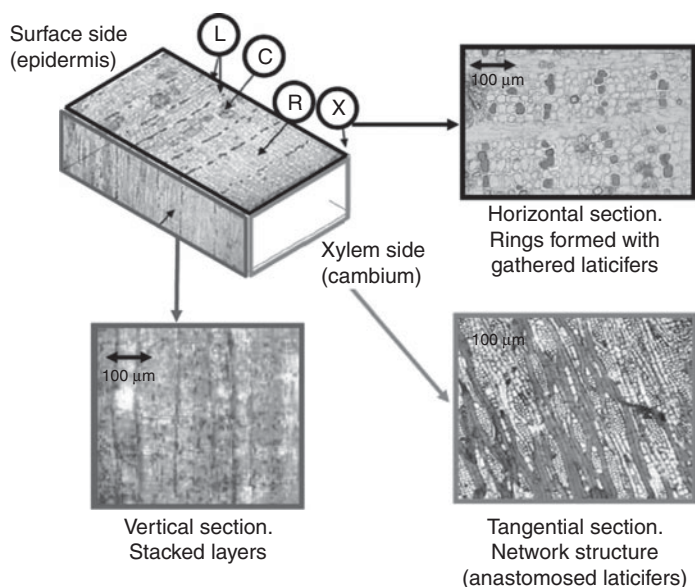 Surface side
(epidermis)
L
C
R
X
100 μm
Horizontal section.
Rings formed with
gathered laticifers
Xylem side
(cambium)
100 μm
Vertical section.
Stacked layers
100 μm
Tangential section.
Network structure
(anastomosed laticifers)